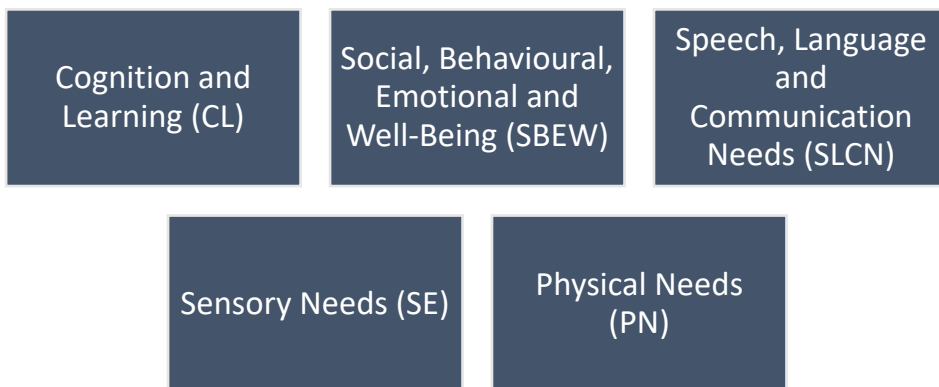 Cognition and
Learning (CL)
Social, Behavioural,
Emotional and
Well-Being (SBEW)
Speech, Language
and
Communication
Needs (SLCN)
Sensory Needs (SE)
Physical Needs
(PN)